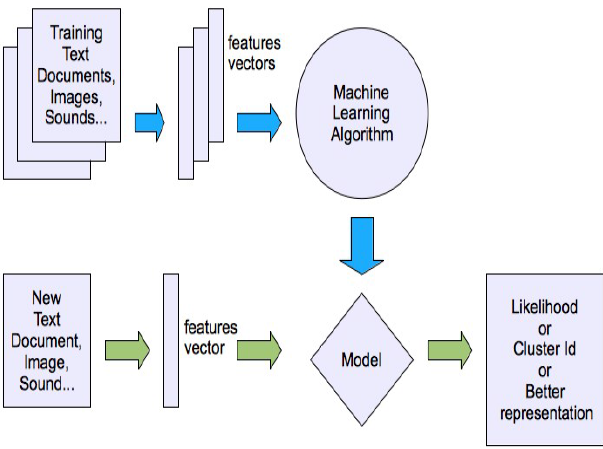 Training
Text
Documents,
Images,
Sounds...
features
vectors
Machine
Learning
Algorithm
New
Text
Document,
Image,
Sound...
features
vector
Model
Likelihood
or
Cluster Id
or
Better
representation